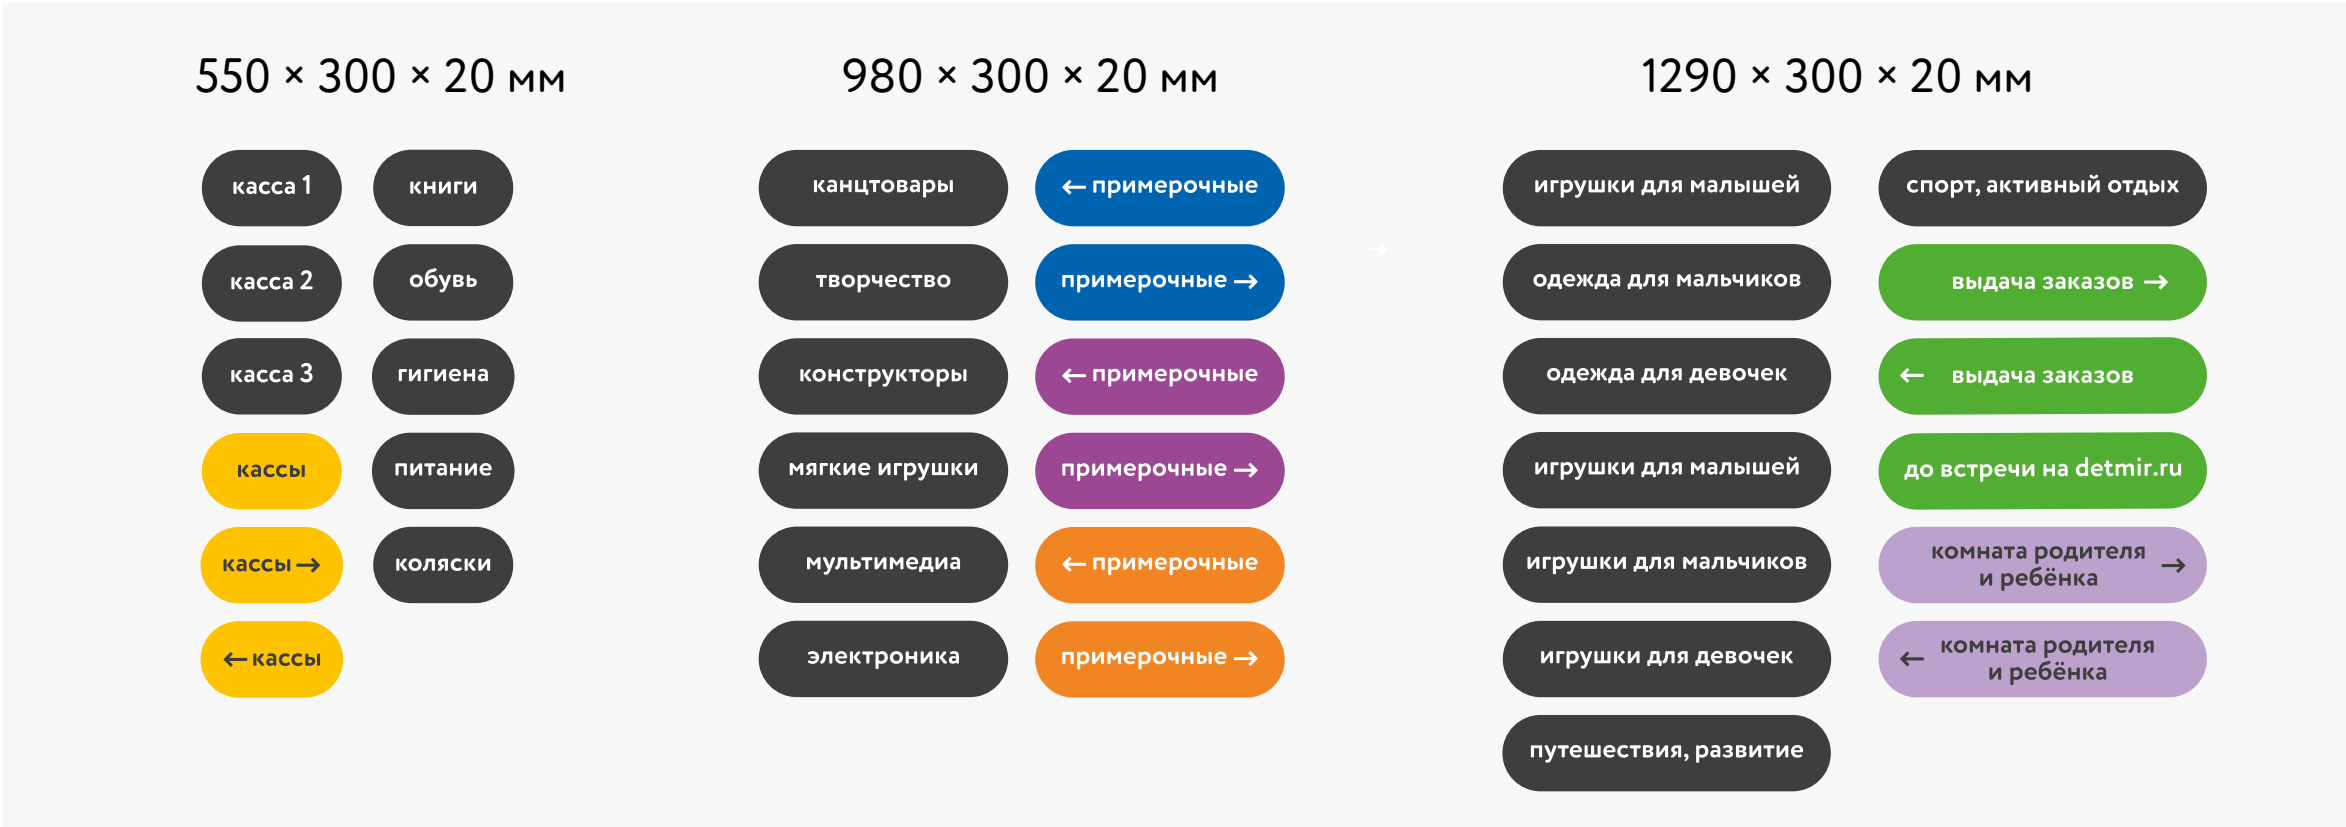 550 × 300 × 20 мм
касса 1
касса 2
касса 3
кассы
кассы →
← кассы
книги
обувь
гигиена
питание
коляски
980 × 300 × 20 мм
канцтовары
творчество
конструкторы
мягкие игрушки
мультимедиа
электроника
← примерочные
примерочные →
← примерочные
примерочные →
← примерочные
примерочные →
→
1290 × 300 × 20 мм
игрушки для малышей
одежда для мальчиков
одежда для девочек
игрушки для малышей
игрушки для мальчиков
игрушки для девочек
путешествия, развитие
спорт, активный отдых
выдача заказов →
← выдача заказов
до встречи на detmir.ru
комната родителя
и ребёнка →
← комната родителя
и ребёнка